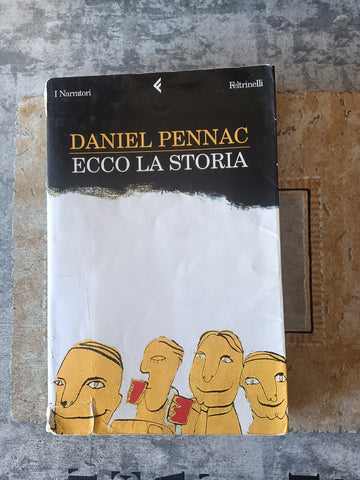 I Narratori
Feltrinelli
DANIEL PENNAC
ECCO LA STORIA